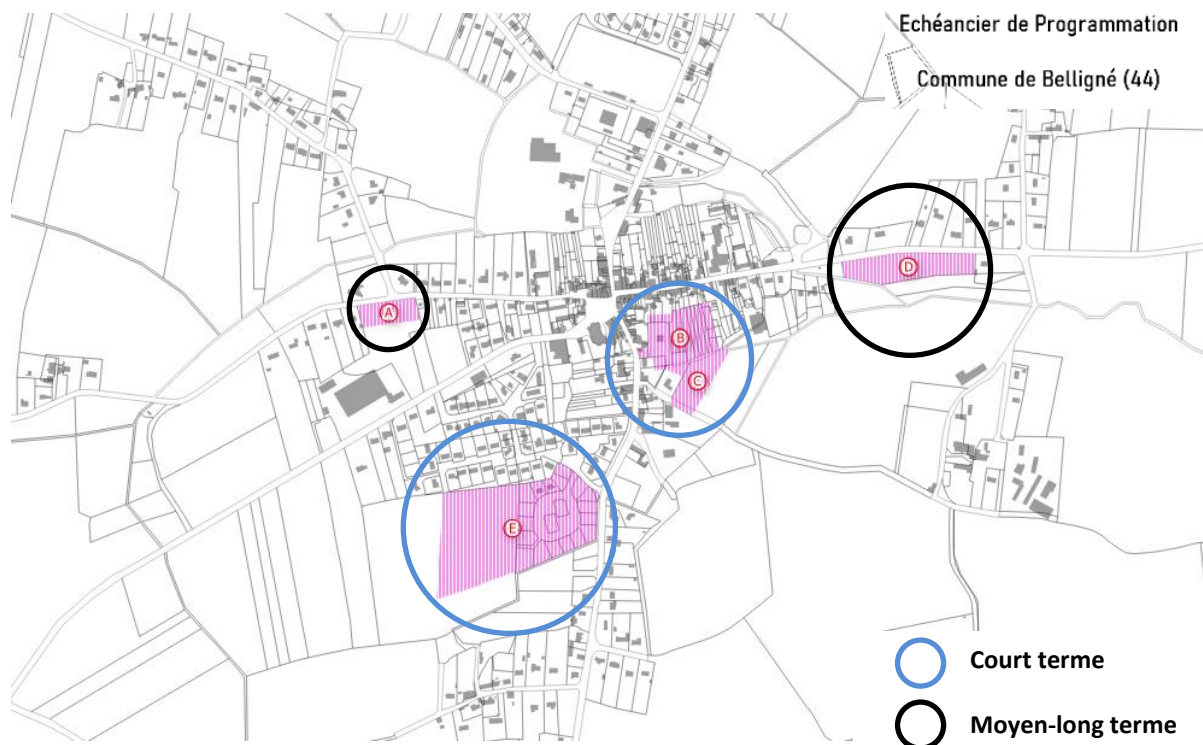 Echéancier de Programmation
Commune de Belligné (44)
D
A
B
C
E
Court terme
Moyen-long terme